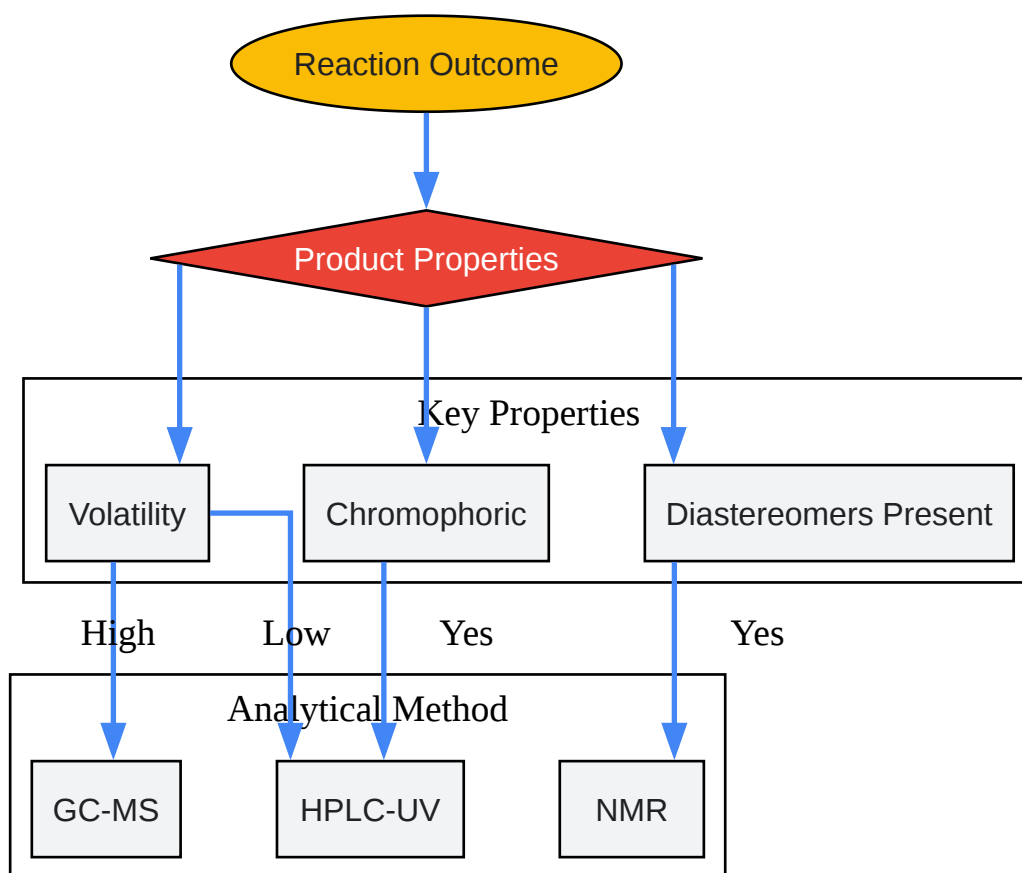 Reaction Outcome
Product Properties
Key Properties
Volatility
Chromophoric
Diastereomers Present
High
Low
Yes
Yes
Analytical Method
GC-MS
HPLC-UV
NMR